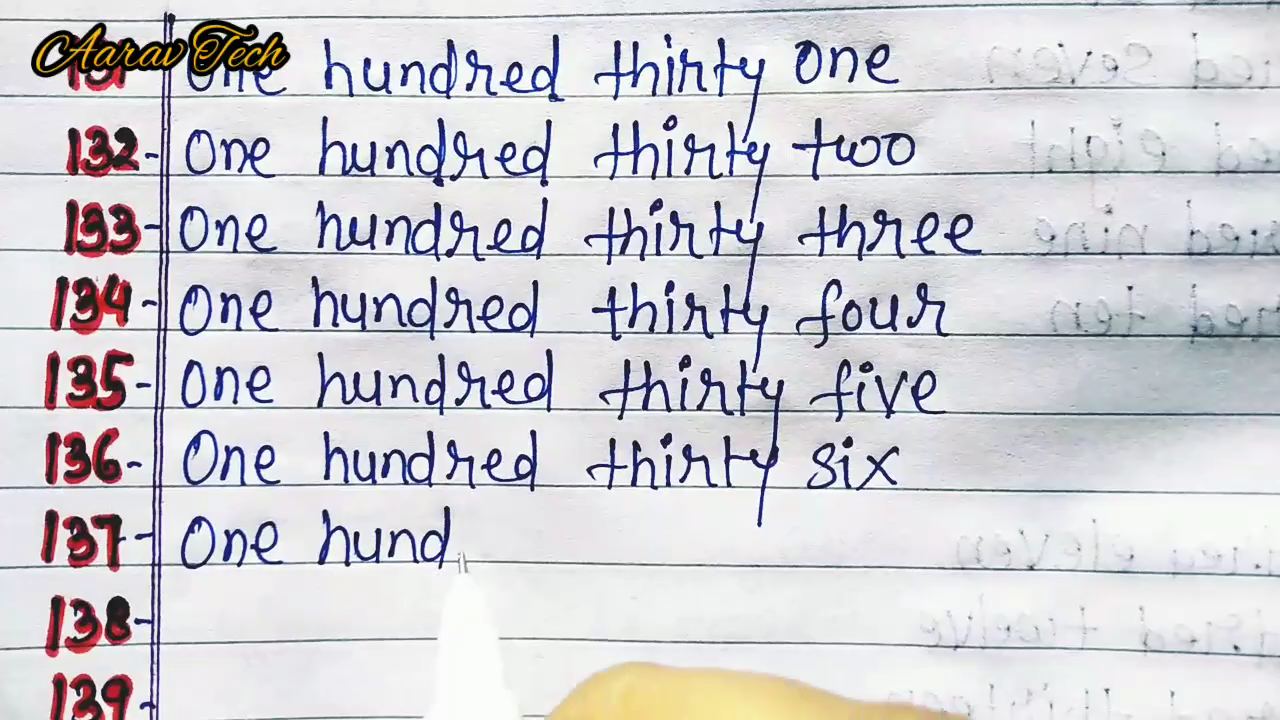 Aarav Tech
131 One hundred thirty one
132- One hundred thirty two
133- One hundred thirty three
134- One hundred thirty four
135- One hundred thirty five
136- One hundred thirty six
137- One hund
138-
139-